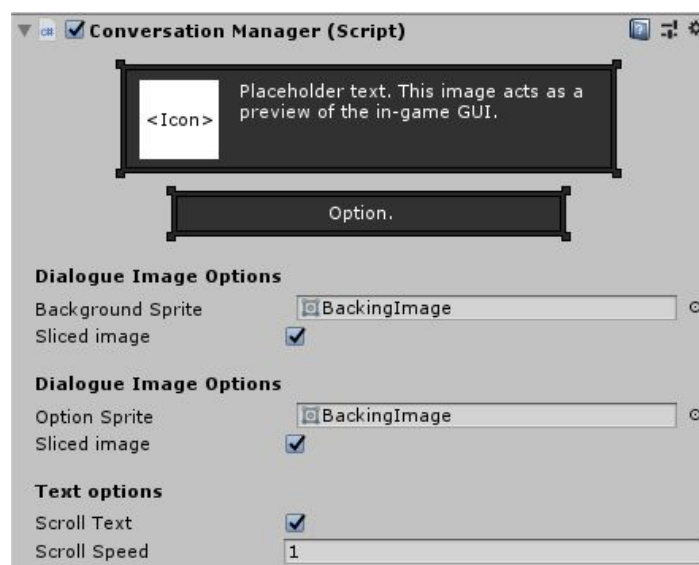 Conversation Manager (Script)
<Icon>
Placeholder text. This image acts as a
preview of the in-game GUI.
Option.
Dialogue Image Options
Background Sprite BackingImage
Sliced image
Dialogue Image Options
Option Sprite BackingImage
Sliced image
Text options
Scroll Text
Scroll Speed 1